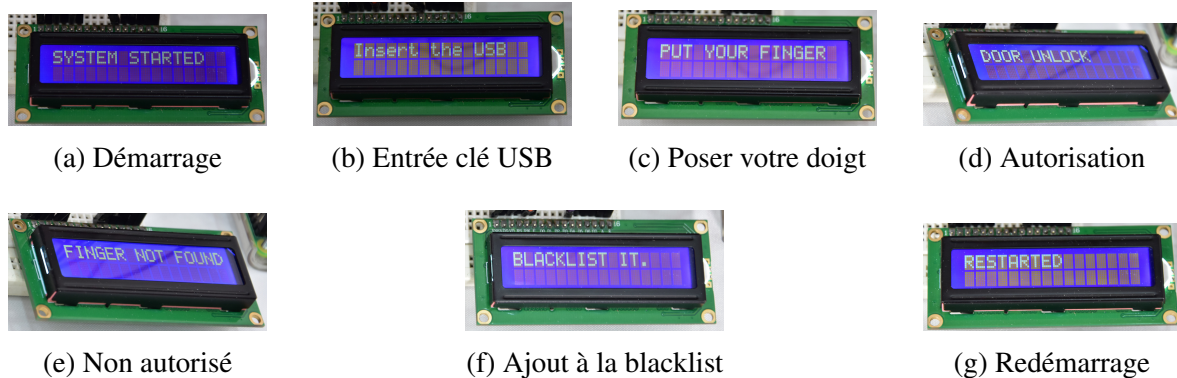 SYSTEM STARTED
Insert the USB
PUT YOUR FINGER
DOOR UNLOCK
(a) Démarrage
(b) Entrée clé USB
(c) Poser votre doigt
(d) Autorisation
FINGER NOT FOUND
BLACKLIST IT.
RESTARTED
(e) Non autorisé
(f) Ajout à la blacklist
(g) Redémarrage